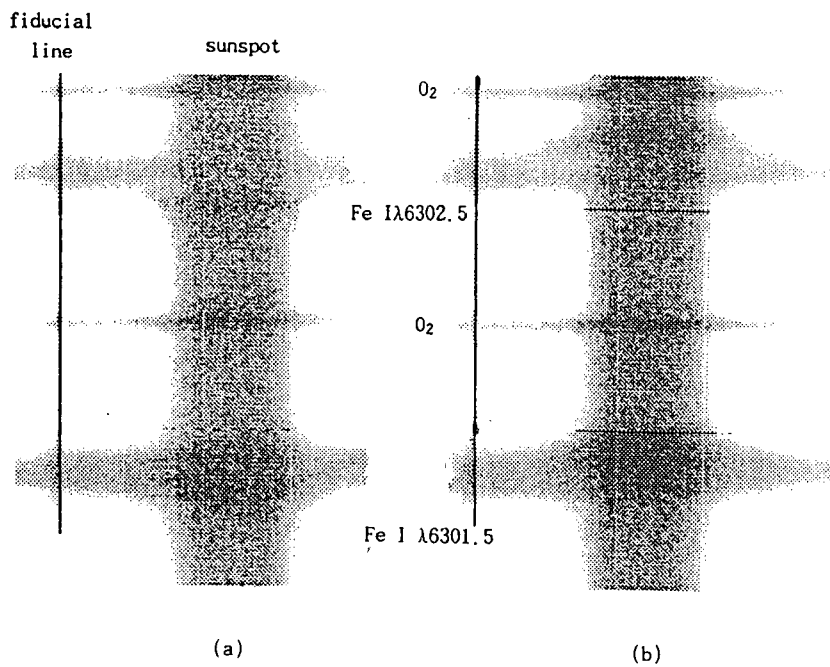 fiducial
line
sunspot
O₂
Fe Iλ6302.5
O₂
Fe I λ6301.5
(a)
(b)